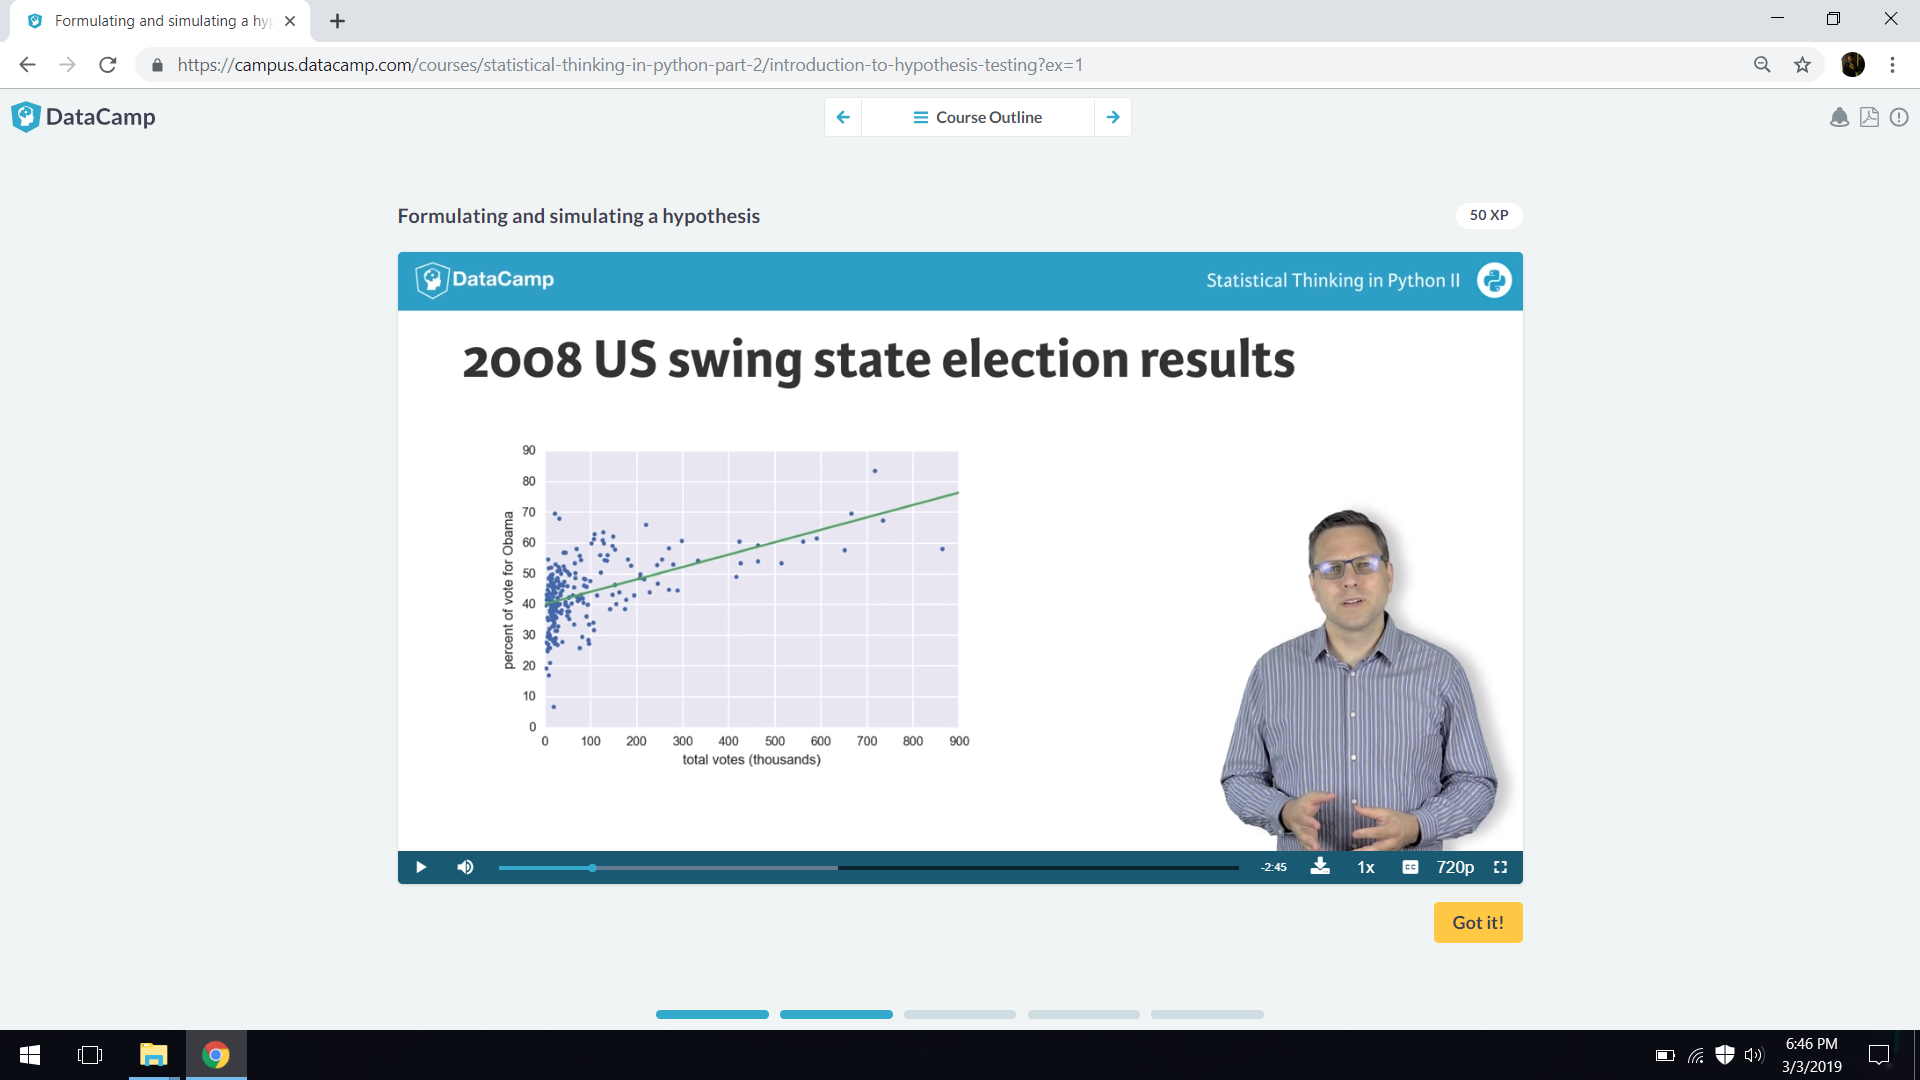 Formulating and simulating a hyp
https://campus.datacamp.com/courses/statistical-thinking-in-python-part-2/introduction-to-hypothesis-testing?ex=1
DataCamp
Course Outline
Formulating and simulating a hypothesis
50 XP
DataCamp
Statistical Thinking in Python II
2008 US swing state election results
90
80
70
60
50
40
30
20
10
0
percent of vote for Obama
0 100 200 300 400 500 600 700 800 900
total votes (thousands)
-2:45
1x
CC
720p
Got it!
6:46 PM
3/3/2019